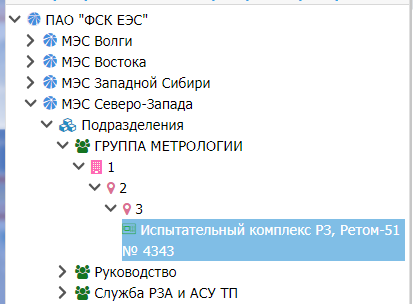 ПАО "ФСК ЕЭС"
МЭС Волги
МЭС Востока
МЭС Западной Сибири
МЭС Северо-Запада
Подразделения
ГРУППА МЕТРОЛОГИИ
1
2
3
Испытательный комплекс РЗ, Ретом-51
№ 4343
Руководство
Служба РЗА и АСУ ТП